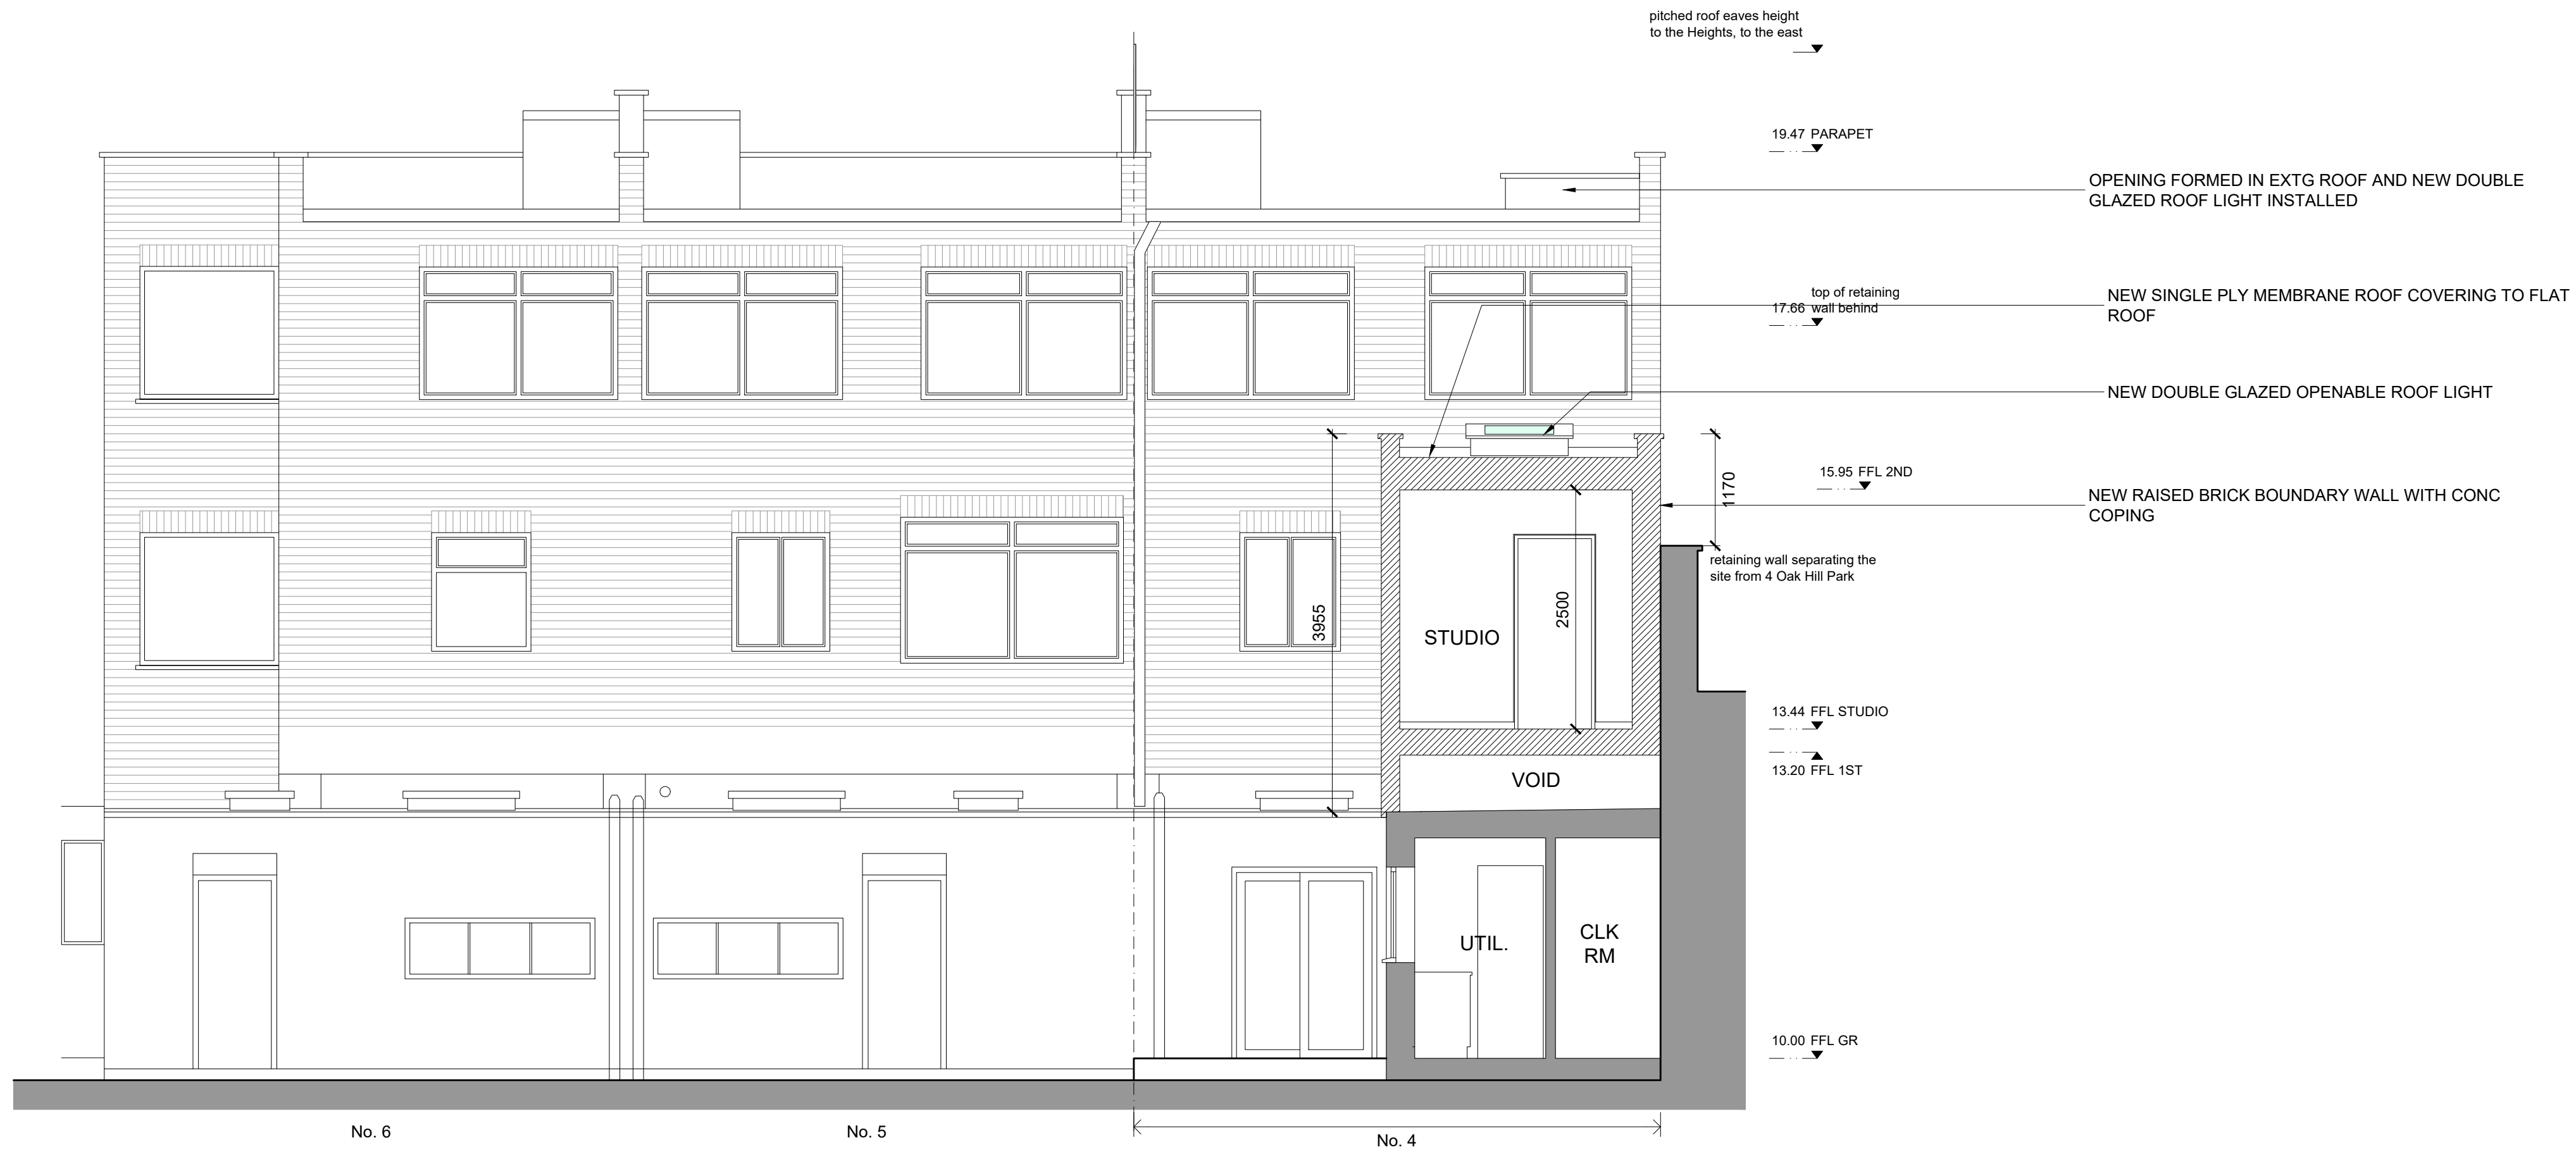 pitched roof eaves height
to the Heights, to the east
19.47 PARAPET
OPENING FORMED IN EXTG ROOF AND NEW DOUBLE
GLAZED ROOF LIGHT INSTALLED
top of retaining
17.66 wall behind
NEW SINGLE PLY MEMBRANE ROOF COVERING TO FLAT
ROOF
NEW DOUBLE GLAZED OPENABLE ROOF LIGHT
15.95 FFL 2ND
1170
NEW RAISED BRICK BOUNDARY WALL WITH CONC
COPING
retaining wall separating the
site from 4 Oak Hill Park
3955
2500
STUDIO
13.44 FFL STUDIO
13.20 FFL 1ST
VOID
UTIL.
CLK
RM
10.00 FFL GR
No. 6
No. 5
No. 4